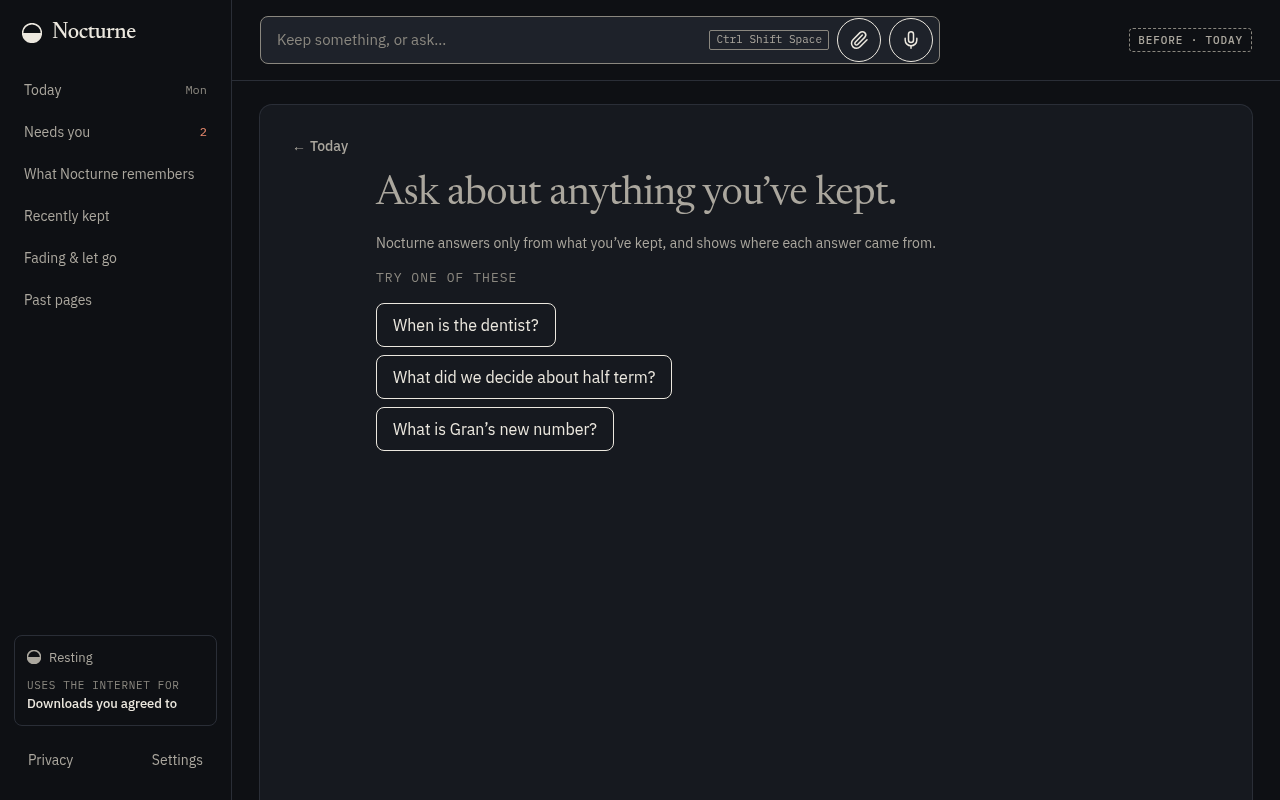 Nocturne
Keep something, or ask...
Ctrl Shift Space
BEFORE · TODAY
Today
Mon
Needs you
2
What Nocturne remembers
Recently kept
Fading & let go
Past pages
← Today
Ask about anything you’ve kept.
Nocturne answers only from what you’ve kept, and shows where each answer came from.
TRY ONE OF THESE
When is the dentist?
What did we decide about half term?
What is Gran’s new number?
Resting
USES THE INTERNET FOR
Downloads you agreed to
Privacy
Settings